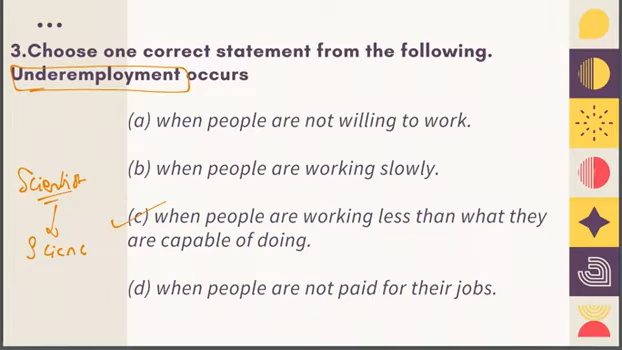 3.Choose one correct statement from the following.
Underemployment occurs
(a) when people are not willing to work.
(b) when people are working slowly.
Scientist
(c) when people are working less than what they
are capable of doing.
(d) when people are not paid for their jobs.